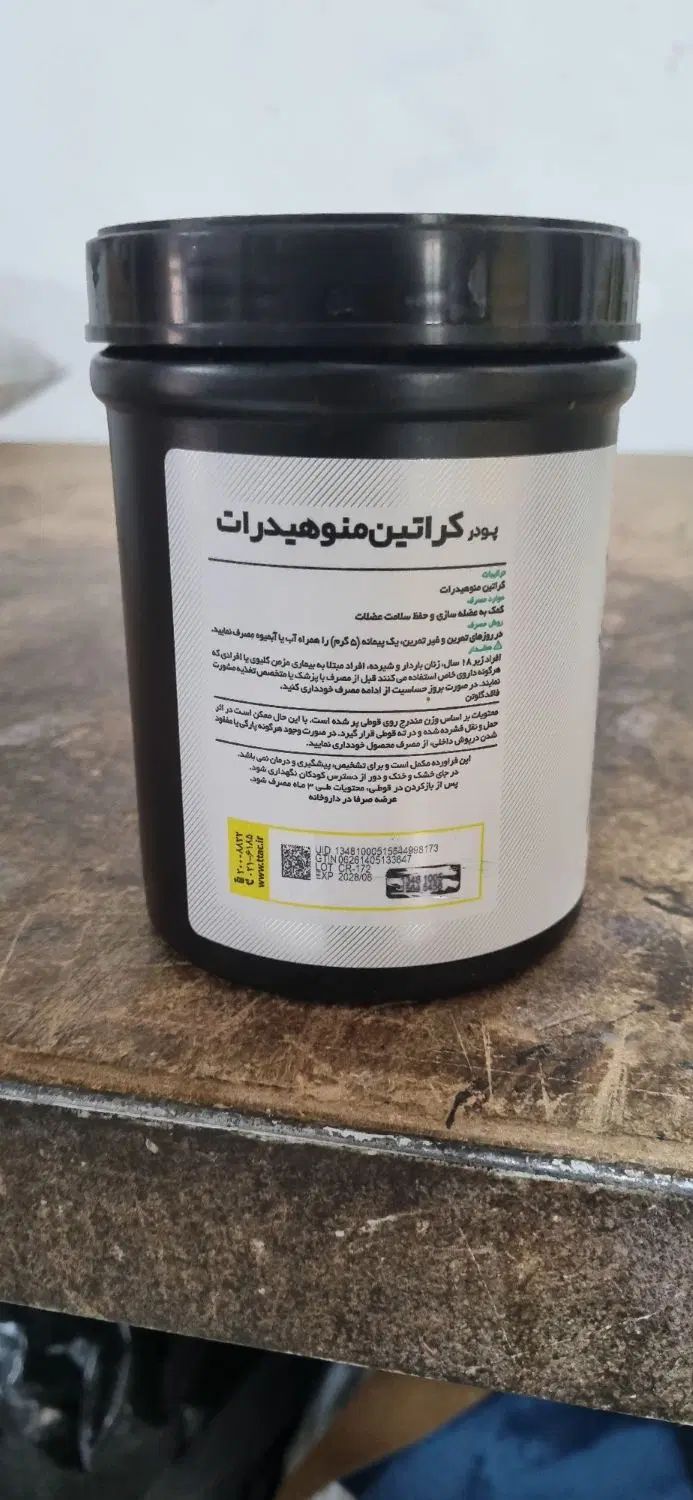 پودر کراتین‌منوهیدرات
ترکیبات
کراتین منوهیدرات
موارد مصرف
کمک به عضله سازی و حفظ سلامت عضلات
روش مصرف
در روزهای تمرین و غیر تمرین، یک پیمانه (۵ گرم) را همراه آب یا آبمیوه مصرف نمایید.
هشدار
افراد زیر ۱۸ سال، زنان باردار و شیرده، افراد مبتلا به بیماری مزمن کلیوی یا افرادی که
هرگونه داروی خاص استفاده می‌کنند قبل از مصرف با پزشک یا متخصص تغذیه مشورت
نمایند. در صورت بروز حساسیت از ادامه مصرف خودداری کنید.
فاقد گلوتن
محتویات بر اساس وزن مندرج روی قوطی پر شده است. با این حال ممکن است در اثر
حمل و نقل فشرده شده و در ته قوطی قرار گیرد. در صورت وجود هرگونه پارگی یا مفقود
شدن درپوش داخلی، از مصرف محصول خودداری نمایید.
این فرآورده مکمل است و برای تشخیص، پیشگیری و درمان نمی باشد.
در جای خشک و خنک و دور از دسترس کودکان نگهداری شود.
پس از بازکردن در قوطی، محتویات طی ۳ ماه مصرف شود.
عرضه صرفا در داروخانه
۲۰۰۰۸۸۲۲
۰۲۱-۶۱۸۵
www.ttac.ir
UID 13481000515844998173
GTIN 06261405133647
LOT CR-172
EXP 2028/06
1348 1000